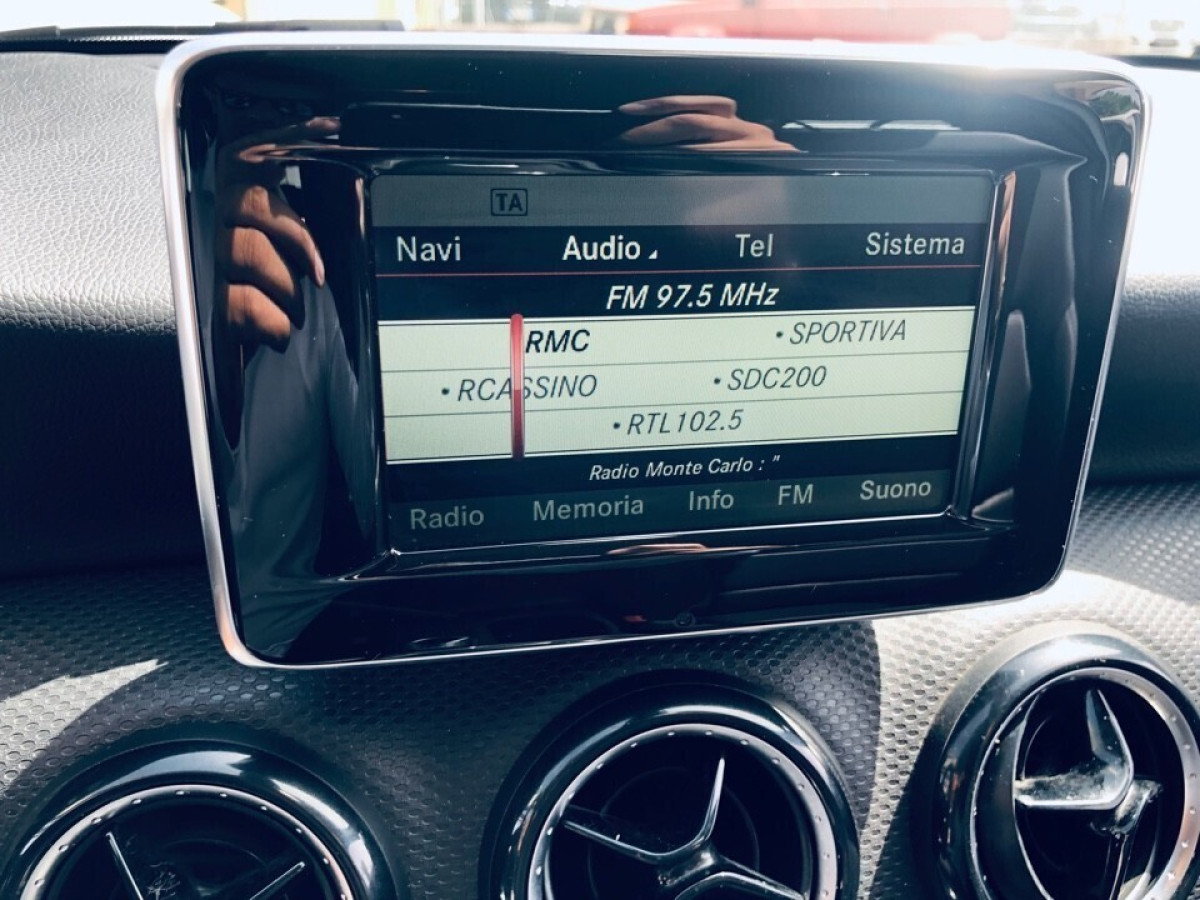 TA
Navi Audio Tel Sistema
FM 97.5 MHz
RMC • SPORTIVA
• RCASSINO • SDC200
• RTL102.5
Radio Monte Carlo : "
Radio Memoria Info FM Suono